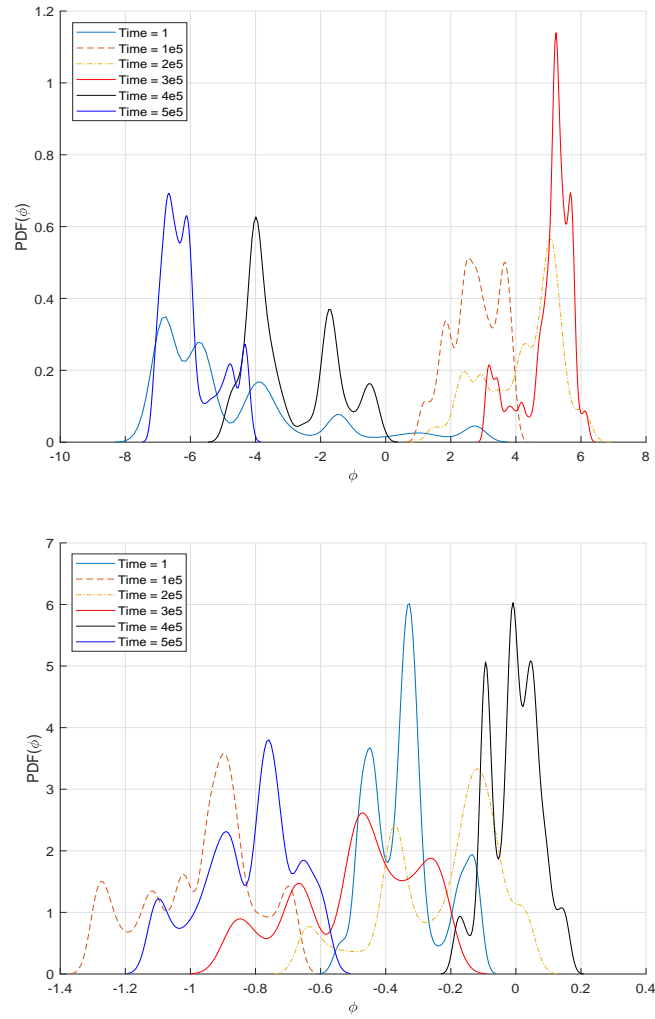 1.2
1
0.8
0.6
0.4
0.2
0
PDF(ϕ)
Time = 1
Time = 1e5
Time = 2e5
Time = 3e5
Time = 4e5
Time = 5e5
-10 -8 -6 -4 -2 0 2 4 6 8
ϕ
7
6
5
4
3
2
1
0
PDF(ϕ)
Time = 1
Time = 1e5
Time = 2e5
Time = 3e5
Time = 4e5
Time = 5e5
-1.4 -1.2 -1 -0.8 -0.6 -0.4 -0.2 0 0.2 0.4
ϕ